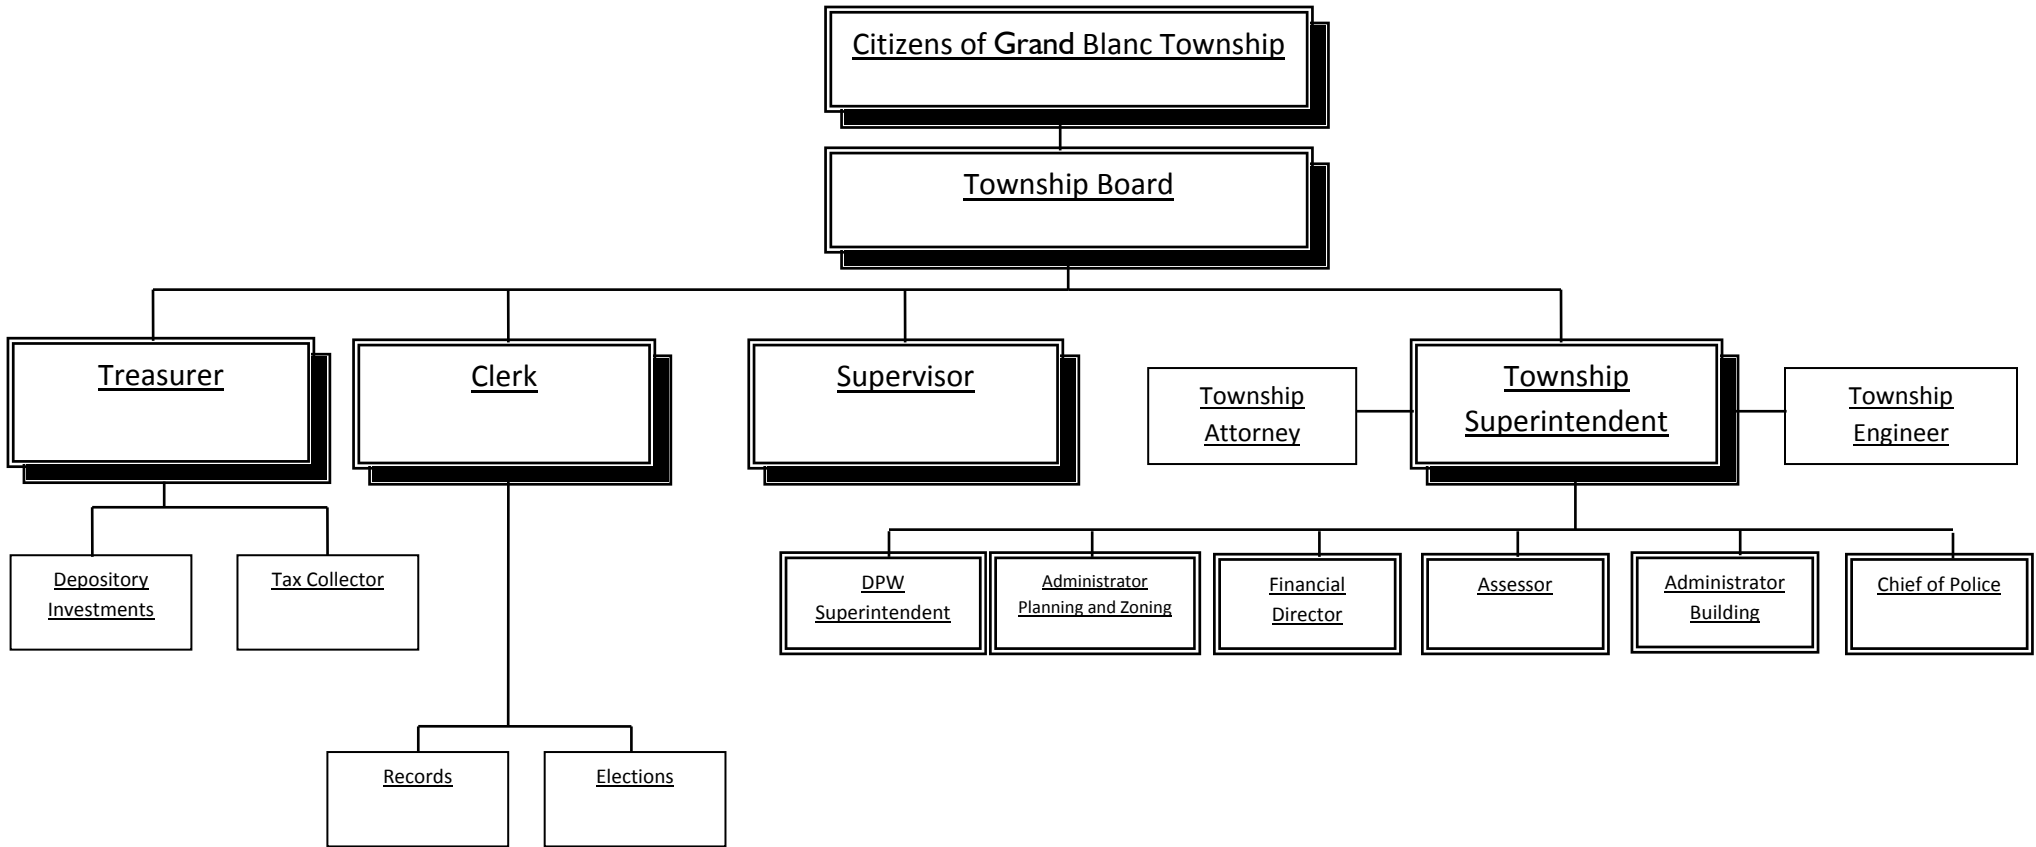 Citizens of Grand Blanc Township
Township Board
Treasurer
Clerk
Supervisor
Township
Attorney
Township
Superintendent
Township
Engineer
Depository
Investments
Tax Collector
DPW
Superintendent
Administrator
Planning and Zoning
Financial
Director
Assessor
Administrator
Building
Chief of Police
Records
Elections